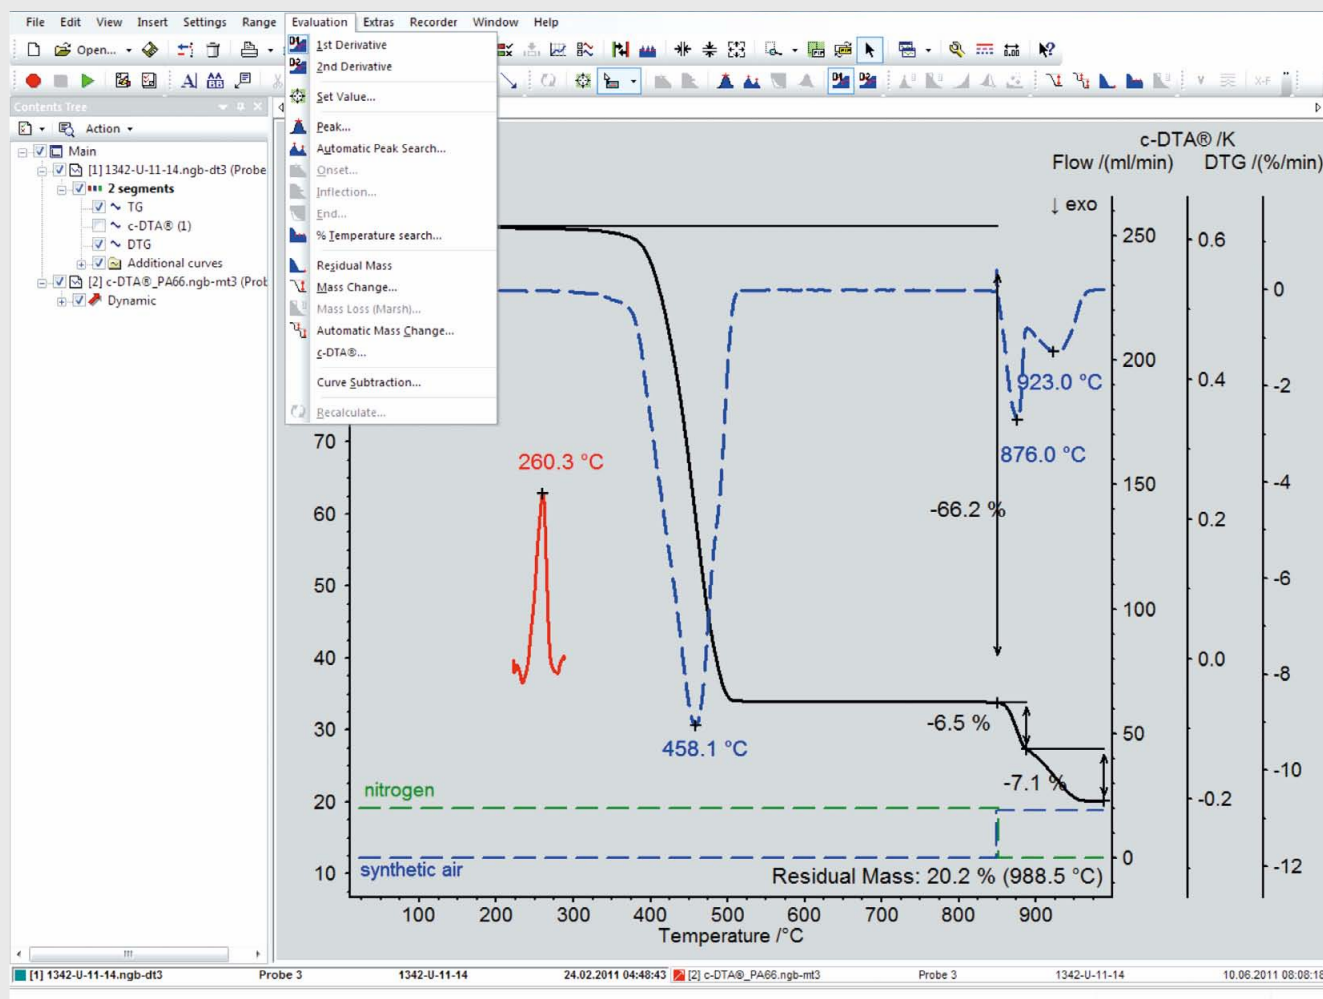 File Edit View Insert Settings Range Evaluation Extras Recorder Window Help
Open...
1st Derivative
2nd Derivative
Set Value...
Peak...
Automatic Peak Search...
Onset...
Inflection...
End...
% Temperature search...
Residual Mass
Mass Change...
Mass Loss (Marsh)...
Automatic Mass Change...
c-DTA®...
Curve Subtraction...
Recalculate...
Contents Tree
Action
Main
[1] 1342-U-11-14.ngb-dt3 (Probe
2 segments
TG
c-DTA® (1)
DTG
Additional curves
[2] c-DTA®_PA66.ngb-mt3 (Prob
Dynamic
c-DTA® /K
Flow /(ml/min) DTG /(%/min)
↓ exo
250
0.6
0
200
923.0 °C
0.4
-2
70
876.0 °C
260.3 °C
150
-4
60
-66.2 %
0.2
50
-6
100
40
0.0
-8
30
-6.5 %
50
458.1 °C
-10
nitrogen
-7.1 %
20
-0.2
synthetic air
0
10
-12
Residual Mass: 20.2 % (988.5 °C)
100 200 300 400 500 600 700 800 900
Temperature /°C
[1] 1342-U-11-14.ngb-dt3 Probe 3 1342-U-11-14 24.02.2011 04:48:43 [2] c-DTA®_PA66.ngb-mt3 Probe 3 1342-U-11-14 10.06.2011 08:08:18